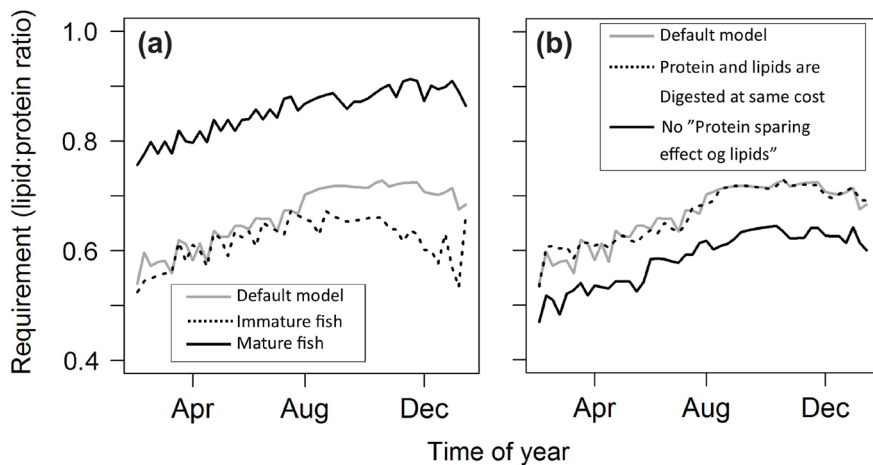 Requirement (lipid:protein ratio)
1.0
0.8
0.6
0.4
(a)
Default model
Immature fish
Mature fish
Apr
Aug
Dec
(b)
Default model
Protein and lipids are
Digested at same cost
No "Protein sparing
effect og lipids"
Apr
Aug
Dec
Time of year